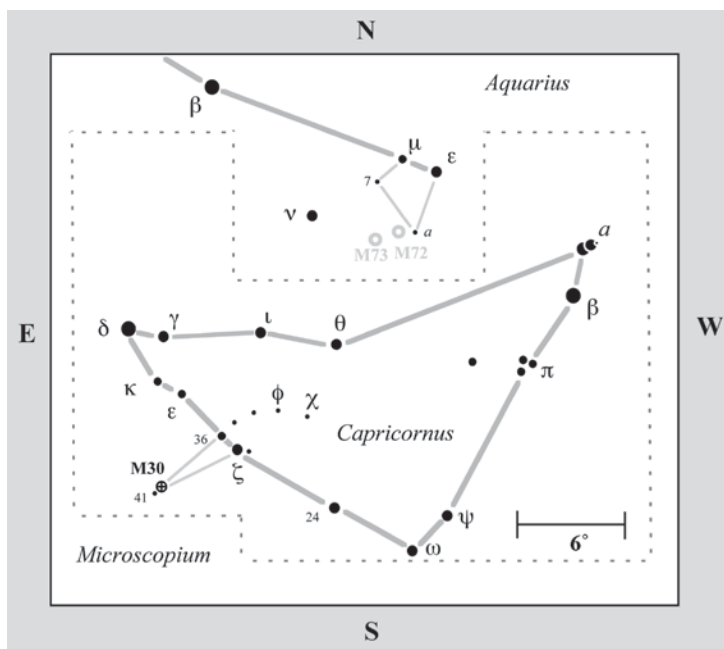 N
Aquarius
β
μ
ε
7
ν
a
M73
M72
a
β
E
W
δ
γ
ι
θ
π
κ
ε
φ
χ
Capricornus
36
M30
ζ
41
24
ψ
6°
Microscopium
ω
S